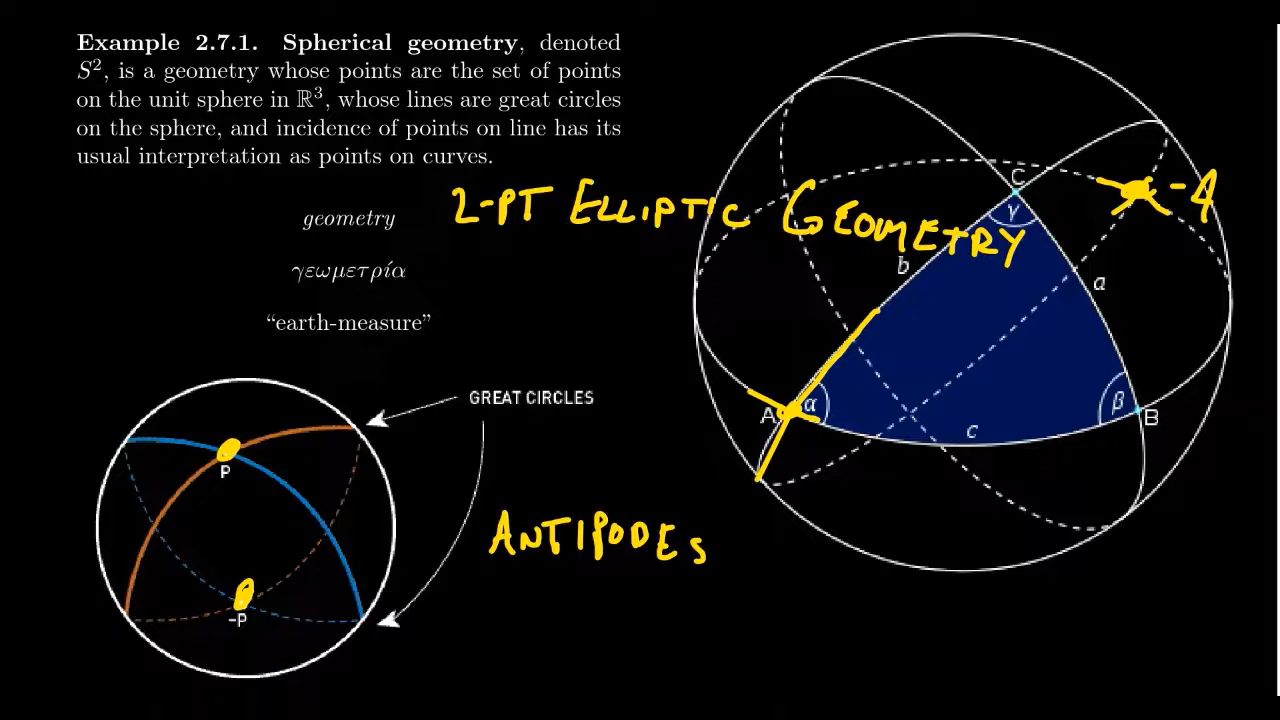 Example 2.7.1. Spherical geometry, denoted
S², is a geometry whose points are the set of points
on the unit sphere in ℝ³, whose lines are great circles
on the sphere, and incidence of points on line has its
usual interpretation as points on curves.
geometry
γεωμετρία
“earth-measure”
2-PT ELLIPTIC GEOMETRY
C
γ
-A
b
a
A
α
β
B
c
GREAT CIRCLES
P
ANTIPODES
-P